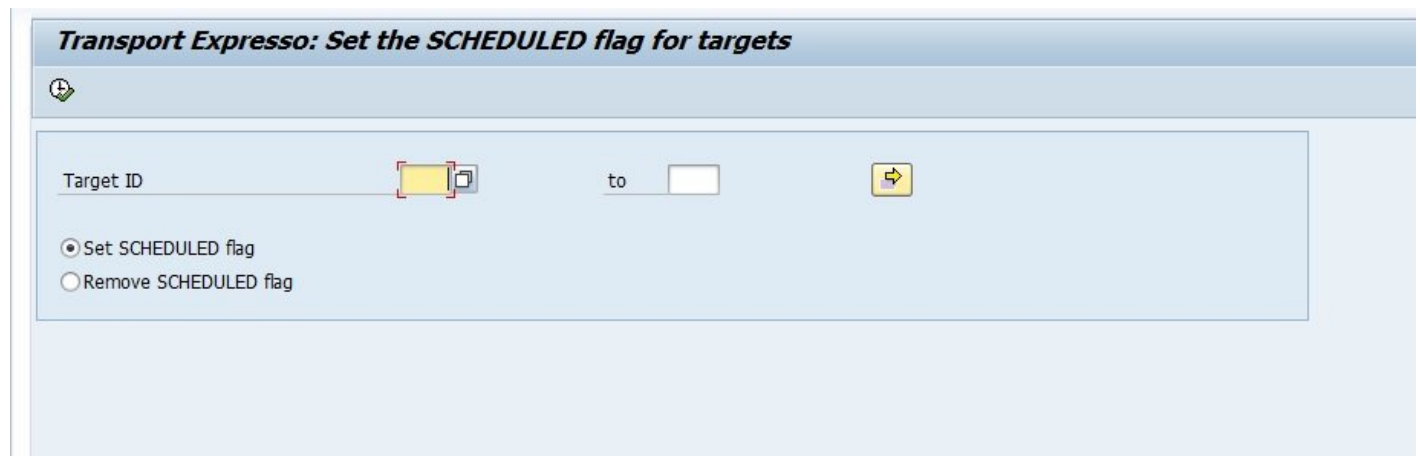 Transport Expresso: Set the SCHEDULED flag for targets
Target ID to
Set SCHEDULED flag
Remove SCHEDULED flag